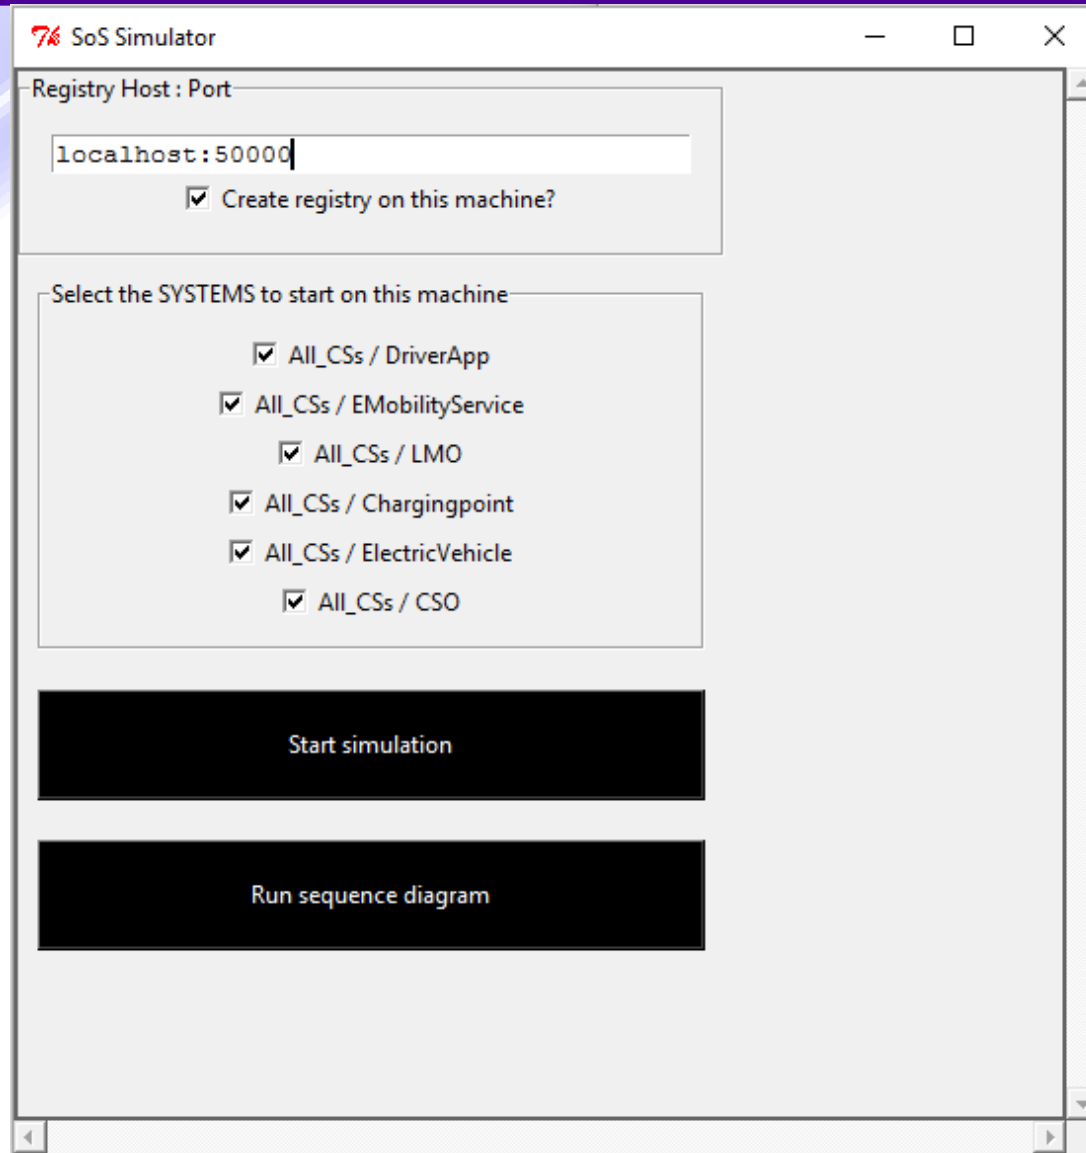 SoS Simulator
Registry Host : Port
localhost:50000
Create registry on this machine?
Select the SYSTEMS to start on this machine
All_CSs / DriverApp
All_CSs / EMobilityService
All_CSs / LMO
All_CSs / Chargingpoint
All_CSs / ElectricVehicle
All_CSs / CSO
Start simulation
Run sequence diagram